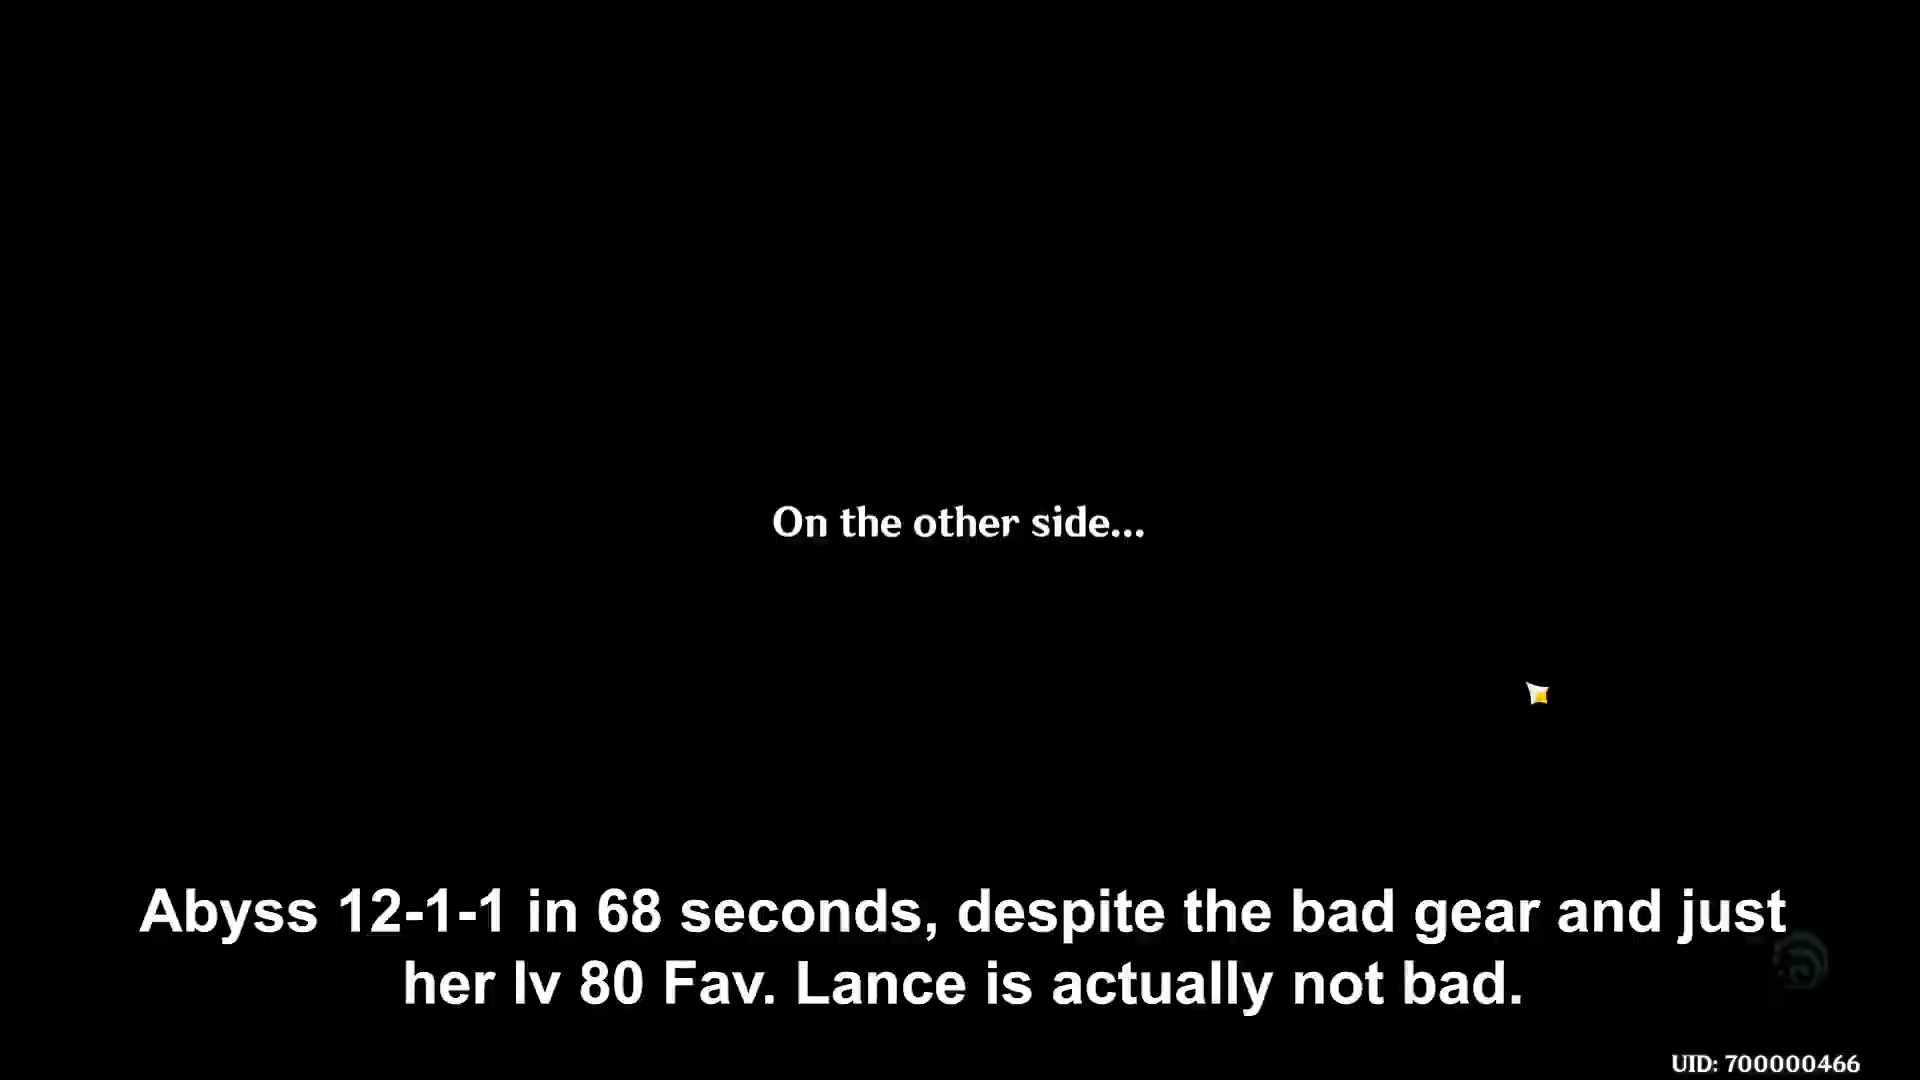 On the other side...
Abyss 12-1-1 in 68 seconds, despite the bad gear and just
her lv 80 Fav. Lance is actually not bad.
UID: 700000466